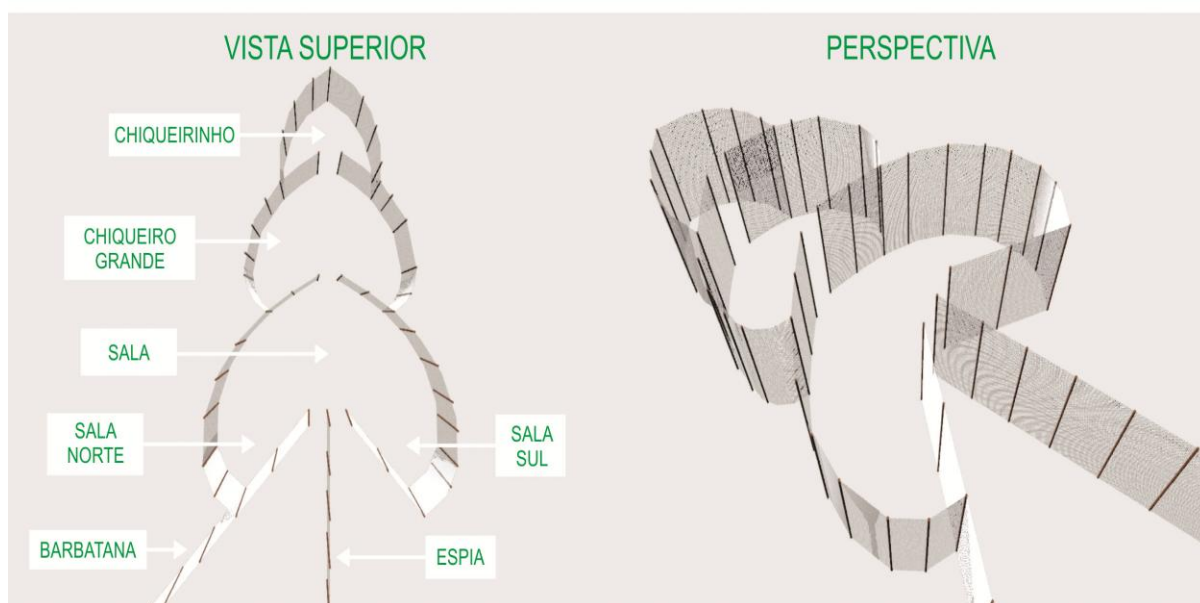 VISTA SUPERIOR
PERSPECTIVA
CHIQUEIRINHO
CHIQUEIRO
GRANDE
SALA
SALA
NORTE
SALA
SUL
BARBATANA
ESPIA